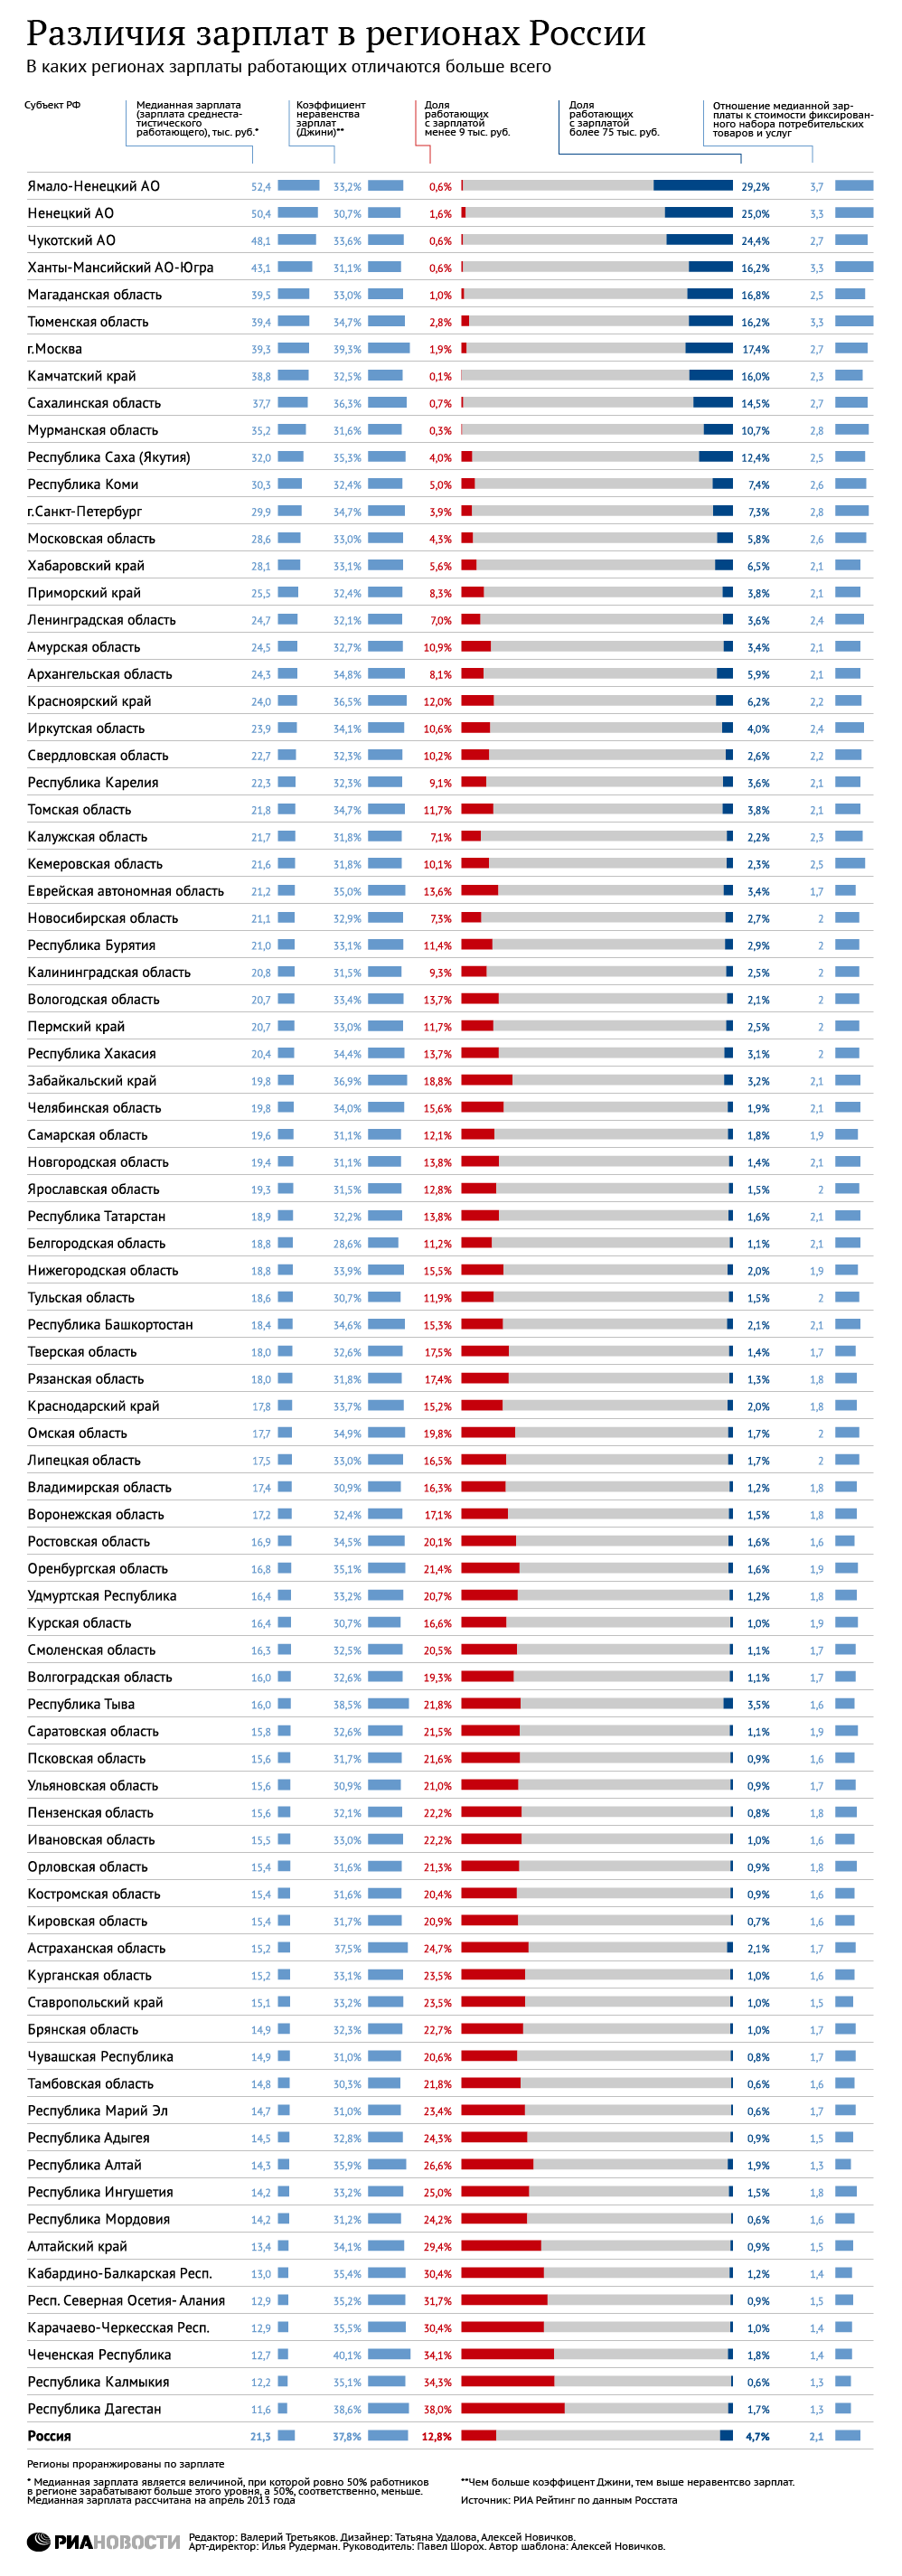 Различия зарплат в регионах России
В каких регионах зарплаты работающих отличаются больше всего
Субъект РФ
Медианная зарплата
(зарплата среднеста-
тистического
работающего), тыс. руб.*
Коэффициент
неравенства
зарплат
(Джини)**
Доля
работающих
с зарплатой
менее 9 тыс. руб.
Доля
работающих
с зарплатой
более 75 тыс. руб.
Отношение медианной зар-
платы к стоимости фиксирован-
ного набора потребительских
товаров и услуг
Ямало-Ненецкий АО 52,4 33,2% 0,6% 29,2% 3,7
Ненецкий АО 50,4 30,7% 1,6% 25,0% 3,3
Чукотский АО 48,1 33,6% 0,6% 24,4% 2,7
Ханты-Мансийский АО-Югра 43,1 31,1% 0,6% 16,2% 3,3
Магаданская область 39,5 33,0% 1,0% 16,8% 2,5
Тюменская область 39,4 34,7% 2,8% 16,2% 3,3
г.Москва 39,3 39,3% 1,9% 17,4% 2,7
Камчатский край 38,8 32,5% 0,1% 16,0% 2,3
Сахалинская область 37,7 36,3% 0,7% 14,5% 2,7
Мурманская область 35,2 31,6% 0,3% 10,7% 2,8
Республика Саха (Якутия) 32,0 35,3% 4,0% 12,4% 2,5
Республика Коми 30,3 32,4% 5,0% 7,4% 2,6
г.Санкт-Петербург 29,9 34,7% 3,9% 7,3% 2,8
Московская область 28,6 33,0% 4,3% 5,8% 2,6
Хабаровский край 28,1 33,1% 5,6% 6,5% 2,1
Приморский край 25,5 32,4% 8,3% 3,8% 2,1
Ленинградская область 24,7 32,1% 7,0% 3,6% 2,4
Амурская область 24,5 32,7% 10,9% 3,4% 2,1
Архангельская область 24,3 34,8% 8,1% 5,9% 2,1
Красноярский край 24,0 36,5% 12,0% 6,2% 2,2
Иркутская область 23,9 34,1% 10,6% 4,0% 2,4
Свердловская область 22,7 32,3% 10,2% 2,6% 2,2
Республика Карелия 22,3 32,3% 9,1% 3,6% 2,1
Томская область 21,8 34,7% 11,7% 3,8% 2,1
Калужская область 21,7 31,8% 7,1% 2,2% 2,3
Кемеровская область 21,6 31,8% 10,1% 2,3% 2,5
Еврейская автономная область 21,2 35,0% 13,6% 3,4% 1,7
Новосибирская область 21,1 32,9% 7,3% 2,7% 2
Республика Бурятия 21,0 33,1% 11,4% 2,9% 2
Калининградская область 20,8 31,5% 9,3% 2,5% 2
Вологодская область 20,7 33,4% 13,7% 2,1% 2
Пермский край 20,7 33,0% 11,7% 2,5% 2
Республика Хакасия 20,4 34,4% 13,7% 3,1% 2
Забайкальский край 19,8 36,9% 18,8% 3,2% 2,1
Челябинская область 19,8 34,0% 15,6% 1,9% 2,1
Самарская область 19,6 31,1% 12,1% 1,8% 1,9
Новгородская область 19,4 31,1% 13,8% 1,4% 2,1
Ярославская область 19,3 31,5% 12,8% 1,5% 2
Республика Татарстан 18,9 32,2% 13,8% 1,6% 2,1
Белгородская область 18,8 28,6% 11,2% 1,1% 2,1
Нижегородская область 18,8 33,9% 15,5% 2,0% 1,9
Тульская область 18,6 30,7% 11,9% 1,5% 2
Республика Башкортостан 18,4 34,6% 15,3% 2,1% 2,1
Тверская область 18,0 32,6% 17,5% 1,4% 1,7
Рязанская область 18,0 31,8% 17,4% 1,3% 1,8
Краснодарский край 17,8 33,7% 15,2% 2,0% 1,8
Омская область 17,7 34,9% 19,8% 1,7% 2
Липецкая область 17,5 33,0% 16,5% 1,7% 2
Владимирская область 17,4 30,9% 16,3% 1,2% 1,8
Воронежская область 17,2 32,4% 17,1% 1,5% 1,8
Ростовская область 16,9 34,5% 20,1% 1,6% 1,6
Оренбургская область 16,8 35,1% 21,4% 1,6% 1,9
Удмуртская Республика 16,4 33,2% 20,7% 1,2% 1,8
Курская область 16,4 30,7% 16,6% 1,0% 1,9
Смоленская область 16,3 32,5% 20,5% 1,1% 1,7
Волгоградская область 16,0 32,6% 19,3% 1,1% 1,7
Республика Тыва 16,0 38,5% 21,8% 3,5% 1,6
Саратовская область 15,8 32,6% 21,5% 1,1% 1,9
Псковская область 15,6 31,7% 21,6% 0,9% 1,6
Ульяновская область 15,6 30,9% 21,0% 0,9% 1,7
Пензенская область 15,6 32,1% 22,2% 0,8% 1,8
Ивановская область 15,5 33,0% 22,2% 1,0% 1,6
Орловская область 15,4 31,6% 21,3% 0,9% 1,8
Костромская область 15,4 31,6% 20,4% 0,9% 1,6
Кировская область 15,4 31,7% 20,9% 0,7% 1,6
Астраханская область 15,2 37,5% 24,7% 2,1% 1,7
Курганская область 15,2 33,1% 23,5% 1,0% 1,6
Ставропольский край 15,1 33,2% 23,5% 1,0% 1,5
Брянская область 14,9 32,3% 22,7% 1,0% 1,7
Чувашская Республика 14,9 31,0% 20,6% 0,8% 1,7
Тамбовская область 14,8 30,3% 21,8% 0,6% 1,6
Республика Марий Эл 14,7 31,0% 23,4% 0,6% 1,7
Республика Адыгея 14,5 32,8% 24,3% 0,9% 1,5
Республика Алтай 14,3 35,9% 26,6% 1,9% 1,3
Республика Ингушетия 14,2 33,2% 25,0% 1,5% 1,8
Республика Мордовия 14,2 31,2% 24,2% 0,6% 1,6
Алтайский край 13,4 34,1% 29,4% 0,9% 1,5
Кабардино-Балкарская Респ. 13,0 35,4% 30,4% 1,2% 1,4
Респ. Северная Осетия- Алания 12,9 35,2% 31,7% 0,9% 1,5
Карачаево-Черкесская Респ. 12,9 35,5% 30,4% 1,0% 1,4
Чеченская Республика 12,7 40,1% 34,1% 1,8% 1,4
Республика Калмыкия 12,2 35,1% 34,3% 0,6% 1,3
Республика Дагестан 11,6 38,6% 38,0% 1,7% 1,3
Россия 21,3 37,8% 12,8% 4,7% 2,1
Регионы проранжированы по зарплате
* Медианная зарплата является величиной, при которой ровно 50% работников
в регионе зарабатывают больше этого уровня, а 50%, соответственно, меньше.
Медианная зарплата рассчитана на апрель 2013 года
**Чем больше коэффицент Джини, тем выше неравентсво зарплат.
Источник: РИА Рейтинг по данным Росстата
РИАНОВОСТИ
Редактор: Валерий Третьяков. Дизайнер: Татьяна Удалова, Алексей Новичков.
Арт-директор: Илья Рудерман. Руководитель: Павел Шорох. Автор шаблона: Алексей Новичков.